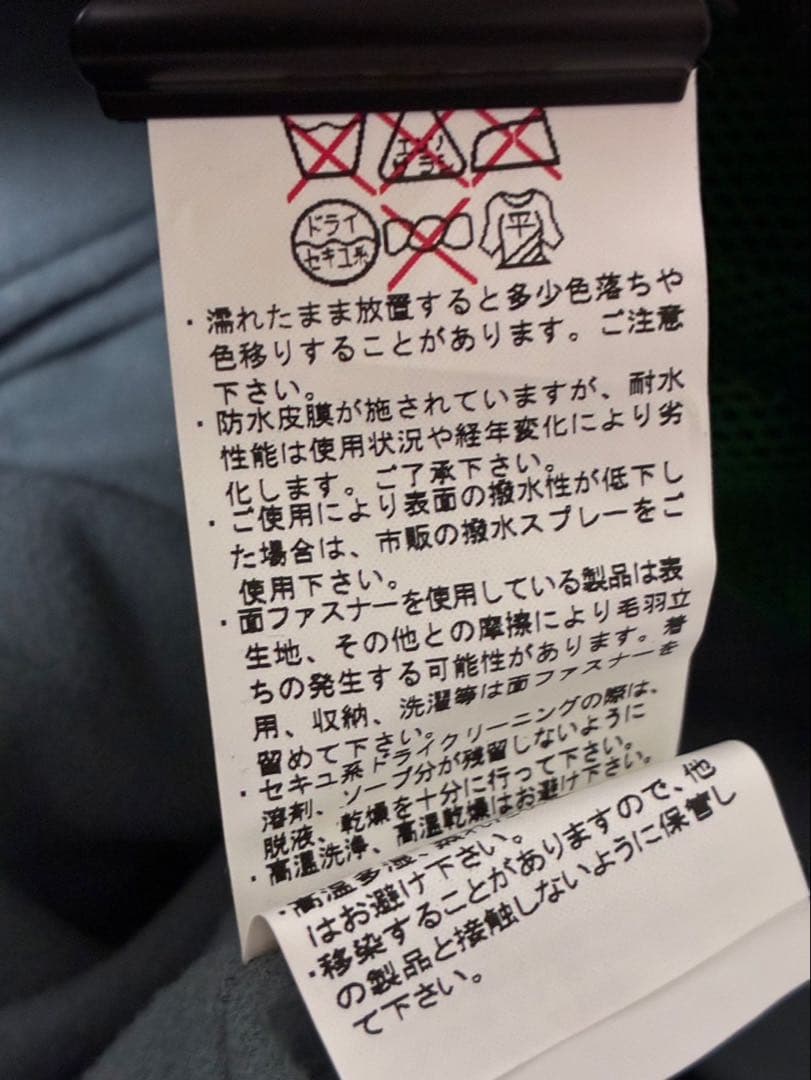 エンソ
サラシ
ドライ
セキユ系
平
・濡れたまま放置すると多少色落ちや
色移りすることがあります。ご注意
下さい。
・防水皮膜が施されていますが、耐水
性能は使用状況や経年変化により劣
化します。ご了承下さい。
・ご使用により表面の撥水性が低下し
た場合は、市販の撥水スプレーをご
使用下さい。
・面ファスナーを使用している製品は表
生地、その他との摩擦により毛羽立
ちの発生する可能性があります。着
用、収納、洗濯等は面ファスナーを
留めて下さい。
・セキユ系ドライクリーニングの際は、
溶剤、ソープ分が残留しないように
脱液、乾燥を十分に行って下さい。
・高温洗浄、高温乾燥はお避け下さい。
・高温多湿、
はお避け下さい。
・移染することがありますので、他
の製品と接触しないように保管し
て下さい。